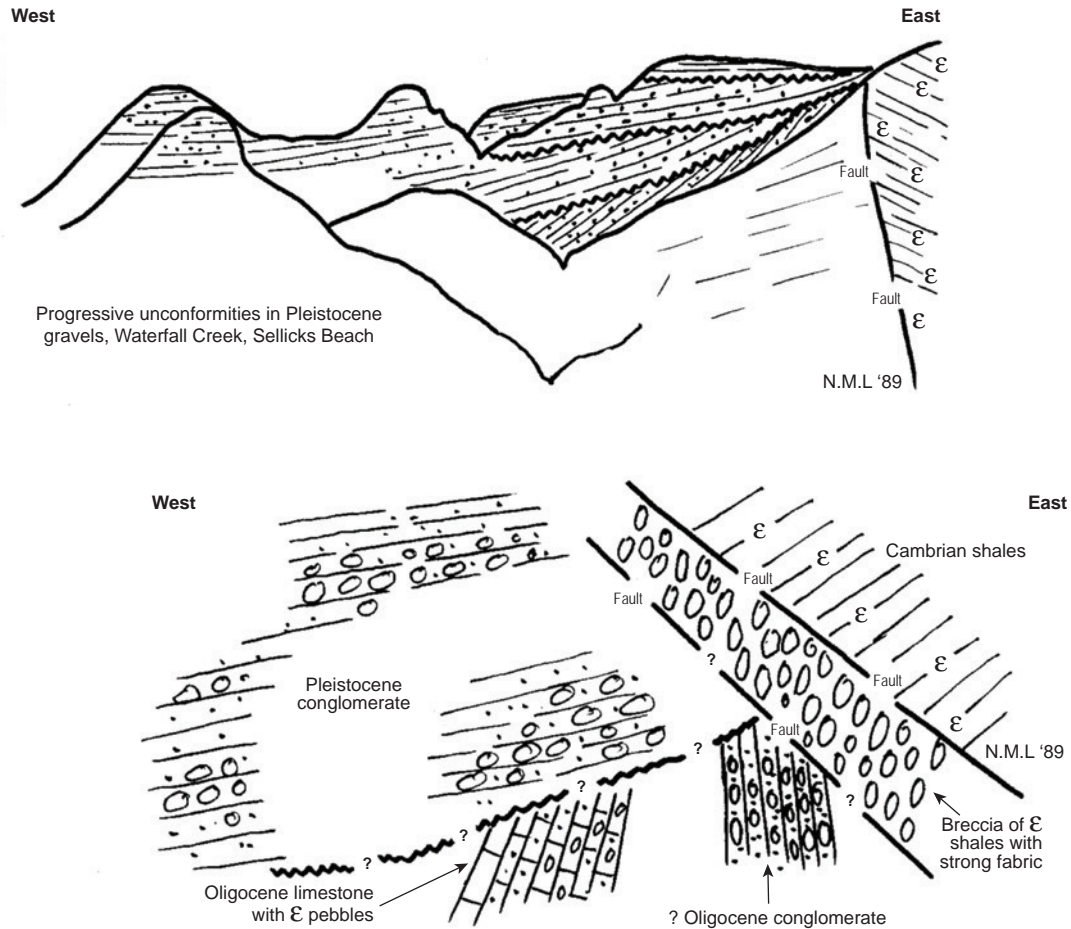 West
East
Ꞓ
Ꞓ
Ꞓ
Fault
Ꞓ
Ꞓ
Ꞓ
Fault
Ꞓ
Progressive unconformities in Pleistocene
gravels, Waterfall Creek, Sellicks Beach
N.M.L ‘89
West
East
Ꞓ
Ꞓ
Cambrian shales
Fault
Fault
Ꞓ
?
Ꞓ
Pleistocene
conglomerate
Fault
Ꞓ
Fault
?
N.M.L ‘89
?
?
?
?
?
Breccia of Ꞓ
shales with
strong fabric
Oligocene limestone
with Ꞓ pebbles
? Oligocene conglomerate